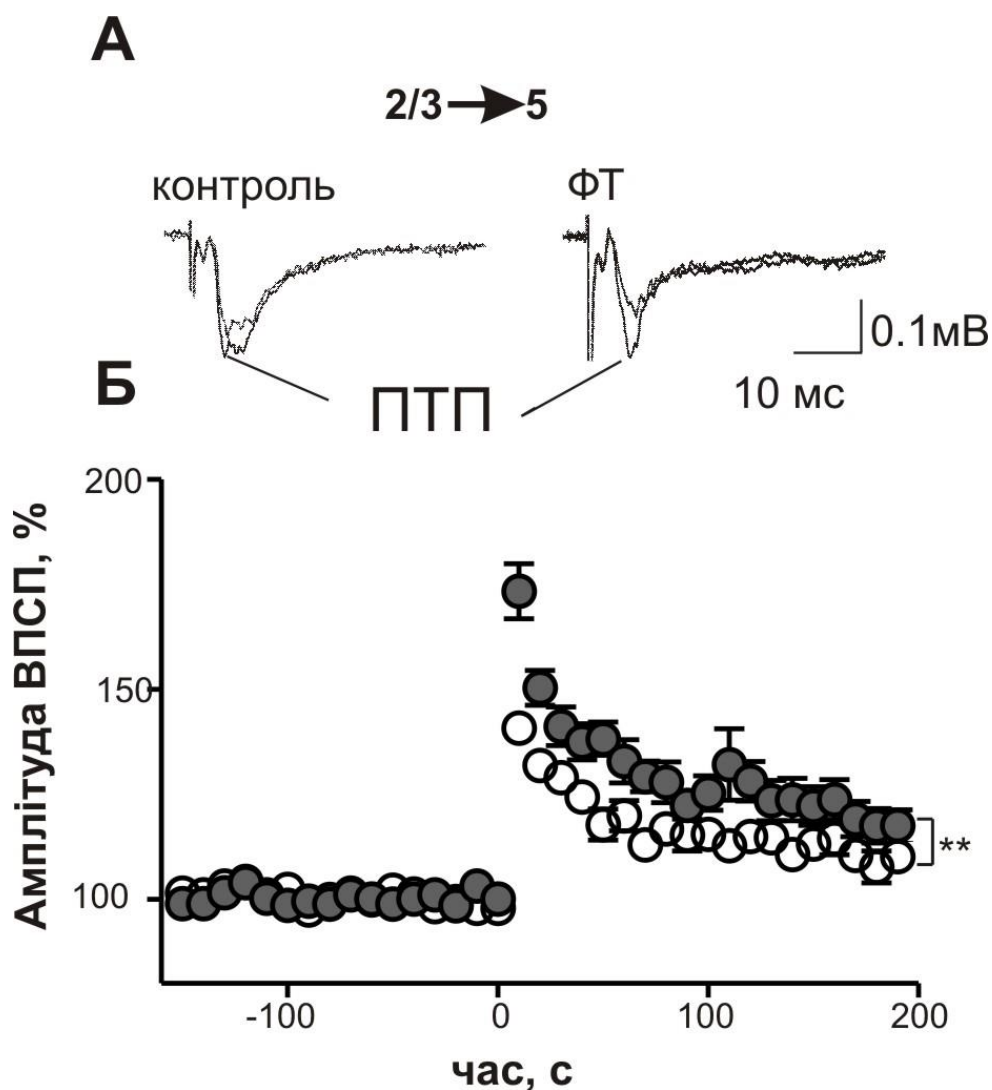 А
2/3 5
контроль ФТ
0.1мВ
10 мс
ПТП
Б
Амплітуда ВПСП, %
200
150
100
**
-100 0 100 200
час, с